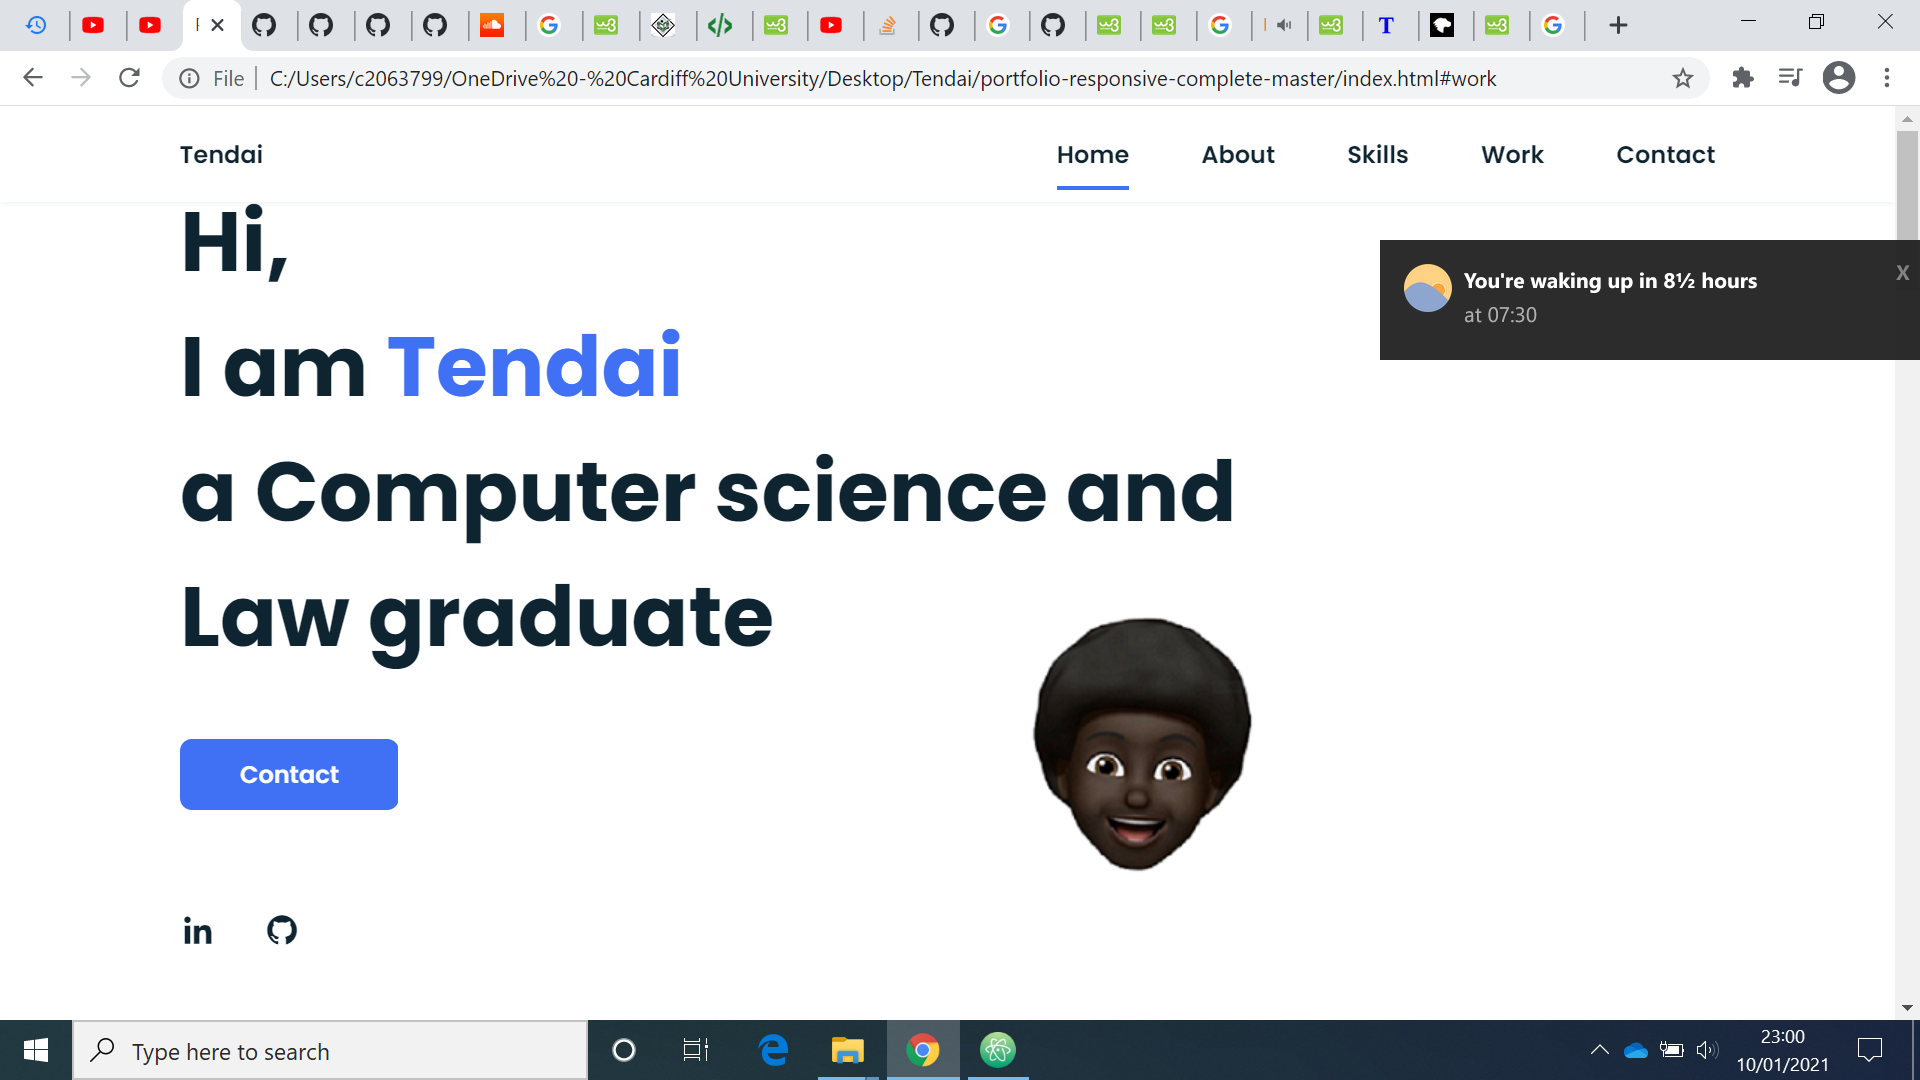 File
C:/Users/c2063799/OneDrive%20-%20Cardiff%20University/Desktop/Tendai/portfolio-responsive-complete-master/index.html#work
Tendai
Home
About
Skills
Work
Contact
Hi,
I am Tendai
a Computer science and
Law graduate
You're waking up in 8½ hours
at 07:30
X
Contact
in
Type here to search
23:00
10/01/2021